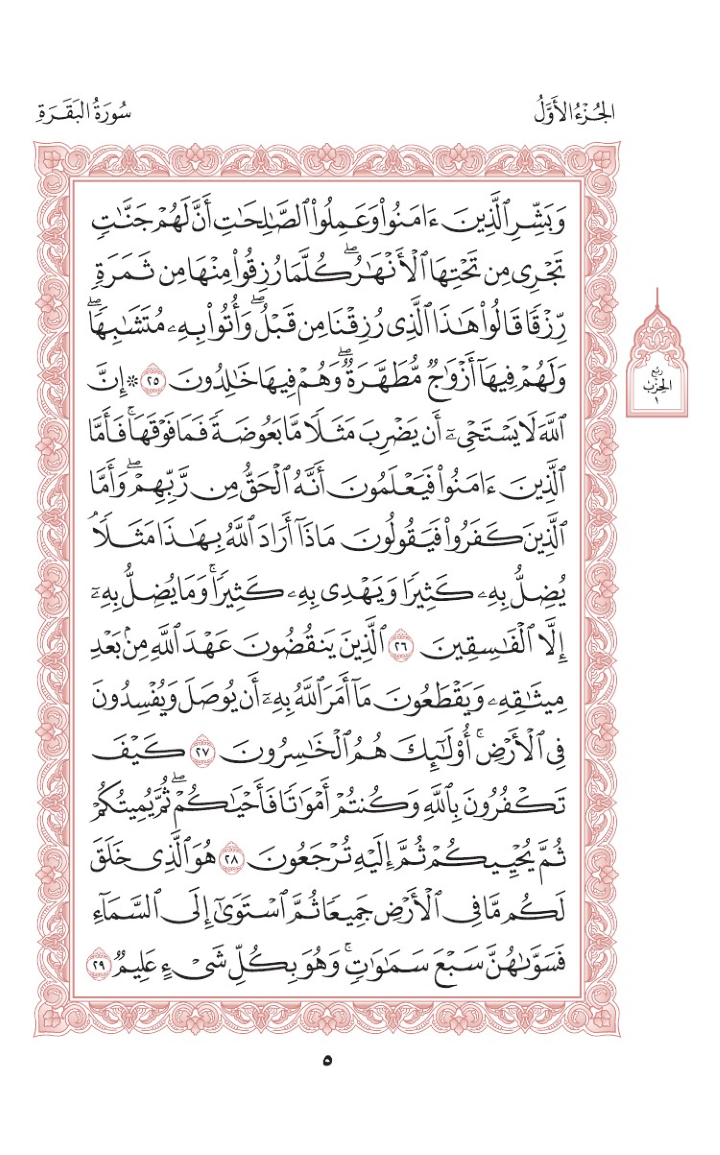 الجُزْءُ الأَوَّلُ
سُورَةُ البَقَرَةِ
وَبَشِّرِ ٱلَّذِينَ ءَامَنُواْ وَعَمِلُواْ ٱلصَّٰلِحَٰتِ أَنَّ لَهُمۡ جَنَّٰتٖ
تَجۡرِي مِن تَحۡتِهَا ٱلۡأَنۡهَٰرُۖ كُلَّمَا رُزِقُواْ مِنۡهَا مِن ثَمَرَةٖ
رِّزۡقٗا قَالُواْ هَٰذَا ٱلَّذِي رُزِقۡنَا مِن قَبۡلُۖ وَأُتُواْ بِهِۦ مُتَشَٰبِهٗاۖ
وَلَهُمۡ فِيهَآ أَزۡوَٰجٞ مُّطَهَّرَةٞۖ وَهُمۡ فِيهَا خَٰلِدُونَ ٢٥ ۞ إِنَّ
ٱللَّهَ لَا يَسۡتَحۡيِۦٓ أَن يَضۡرِبَ مَثَلٗا مَّا بَعُوضَةٗ فَمَا فَوۡقَهَاۚ فَأَمَّا
ٱلَّذِينَ ءَامَنُواْ فَيَعۡلَمُونَ أَنَّهُ ٱلۡحَقُّ مِن رَّبِّهِمۡۖ وَأَمَّا
ٱلَّذِينَ كَفَرُواْ فَيَقُولُونَ مَاذَآ أَرَادَ ٱللَّهُ بِهَٰذَا مَثَلٗاۘ
يُضِلُّ بِهِۦ كَثِيرٗا وَيَهۡدِي بِهِۦ كَثِيرٗاۚ وَمَا يُضِلُّ بِهِۦٓ
إِلَّا ٱلۡفَٰسِقِينَ ٢٦ ٱلَّذِينَ يَنقُضُونَ عَهۡدَ ٱللَّهِ مِنۢ بَعۡدِ
مِيثَٰقِهِۦ وَيَقۡطَعُونَ مَآ أَمَرَ ٱللَّهُ بِهِۦٓ أَن يُوصَلَ وَيُفۡسِدُونَ
فِي ٱلۡأَرۡضِۚ أُوْلَٰٓئِكَ هُمُ ٱلۡخَٰسِرُونَ ٢٧ كَيۡفَ
تَكۡفُرُونَ بِٱللَّهِ وَكُنتُمۡ أَمۡوَٰتٗا فَأَحۡيَٰكُمۡۖ ثُمَّ يُمِيتُكُمۡ
ثُمَّ يُحۡيِيكُمۡ ثُمَّ إِلَيۡهِ تُرۡجَعُونَ ٢٨ هُوَ ٱلَّذِي خَلَقَ
لَكُم مَّا فِي ٱلۡأَرۡضِ جَمِيعٗا ثُمَّ ٱسۡتَوَىٰٓ إِلَى ٱلسَّمَآءِ
فَسَوَّىٰهُنَّ سَبۡعَ سَمَٰوَٰتٖۚ وَهُوَ بِكُلِّ شَيۡءٍ عَلِيمٞ ٢٩
ربع
الحزب
١
٥